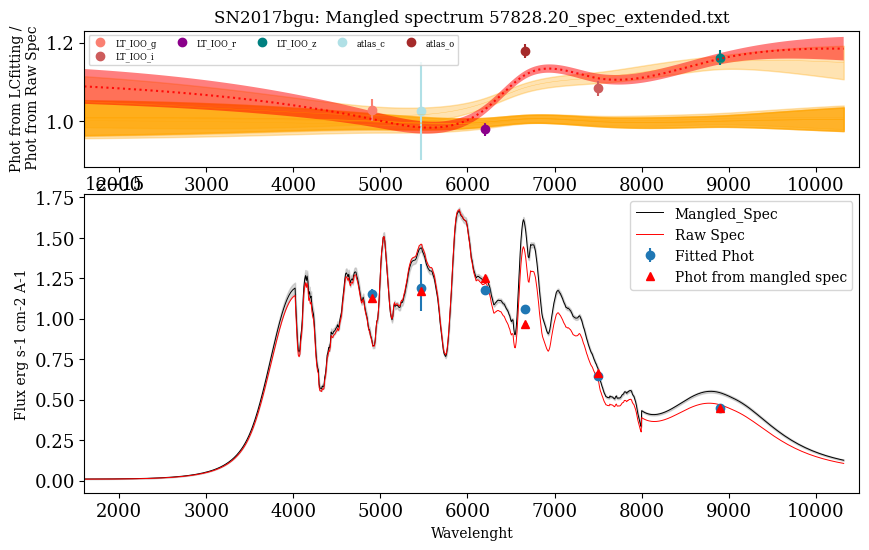 SN2017bgu: Mangled spectrum 57828.20_spec_extended.txt
Phot from LCfitting /
Phot from Raw Spec
LT_IOO_g LT_IOO_r LT_IOO_z atlas_c atlas_o
LT_IOO_i
1.2
1.0
2000 3000 4000 5000 6000 7000 8000 9000 10000
1e−15
Flux erg s-1 cm-2 A-1
1.75
1.50
1.25
1.00
0.75
0.50
0.25
0.00
Mangled_Spec
Raw Spec
Fitted Phot
Phot from mangled spec
2000 3000 4000 5000 6000 7000 8000 9000 10000
Wavelenght